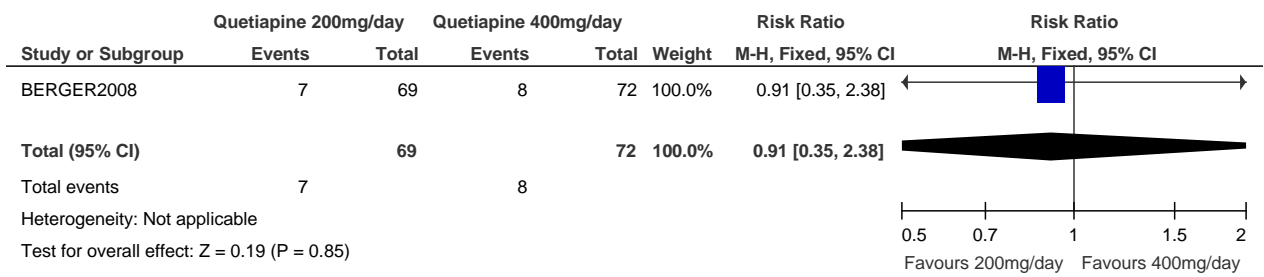 Quetiapine 200mg/day Quetiapine 400mg/day Risk Ratio Risk Ratio
Study or Subgroup Events Total Events Total Weight M-H, Fixed, 95% CI M-H, Fixed, 95% CI
BERGER2008 7 69 8 72 100.0% 0.91 [0.35, 2.38]
Total (95% CI) 69 72 100.0% 0.91 [0.35, 2.38]
Total events 7 8
Heterogeneity: Not applicable
Test for overall effect: Z = 0.19 (P = 0.85)
0.5 0.7 1 1.5 2
Favours 200mg/day Favours 400mg/day